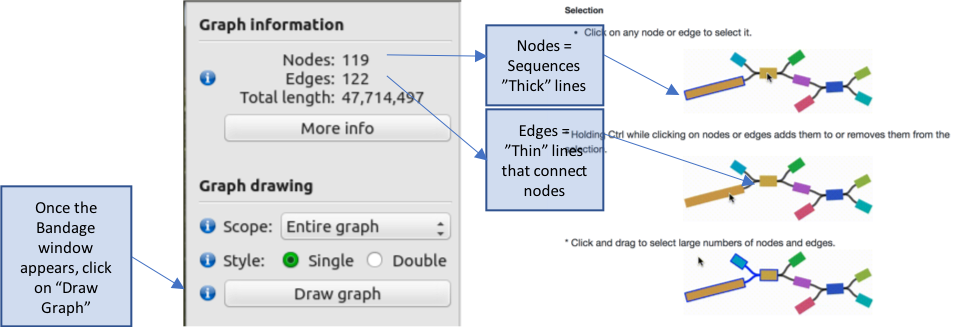 Once the
Bandage
window
appears, click
on “Draw
Graph”
Graph information
Nodes: 119
Edges: 122
Total length: 47,714,497
More info
Graph drawing
Scope: Entire graph
Style: Single Double
Draw graph
Nodes =
Sequences
”Thick” lines
Edges =
”Thin” lines
that connect
nodes
Selection
• Click on any node or edge to select it.
Holding Ctrl while clicking on nodes or edges adds them to or removes them from the
selection.
* Click and drag to select large numbers of nodes and edges.